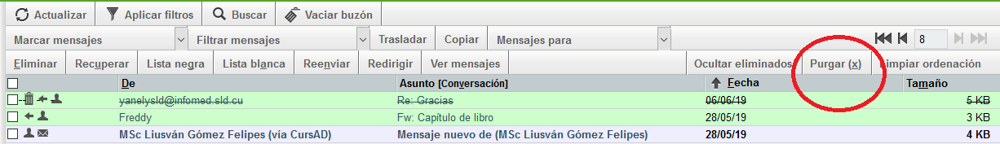 Actualizar Aplicar filtros Buscar Vaciar buzón
Marcar mensajes Filtrar mensajes Trasladar Copiar Mensajes para 8
Eliminar Recuperar Lista negra Lista blanca Reenviar Redirigir Ver mensajes Ocultar eliminados Purgar (x) Limpiar ordenación
De Asunto [Conversación] Fecha Tamaño
yanelysld@infomed.sld.cu Re: Gracias 06/06/19 5 KB
Freddy Fw: Capítulo de libro 28/05/19 3 KB
MSc Liusván Gómez Felipes (vía CursAD) Mensaje nuevo de (MSc Liusván Gómez Felipes) 28/05/19 4 KB